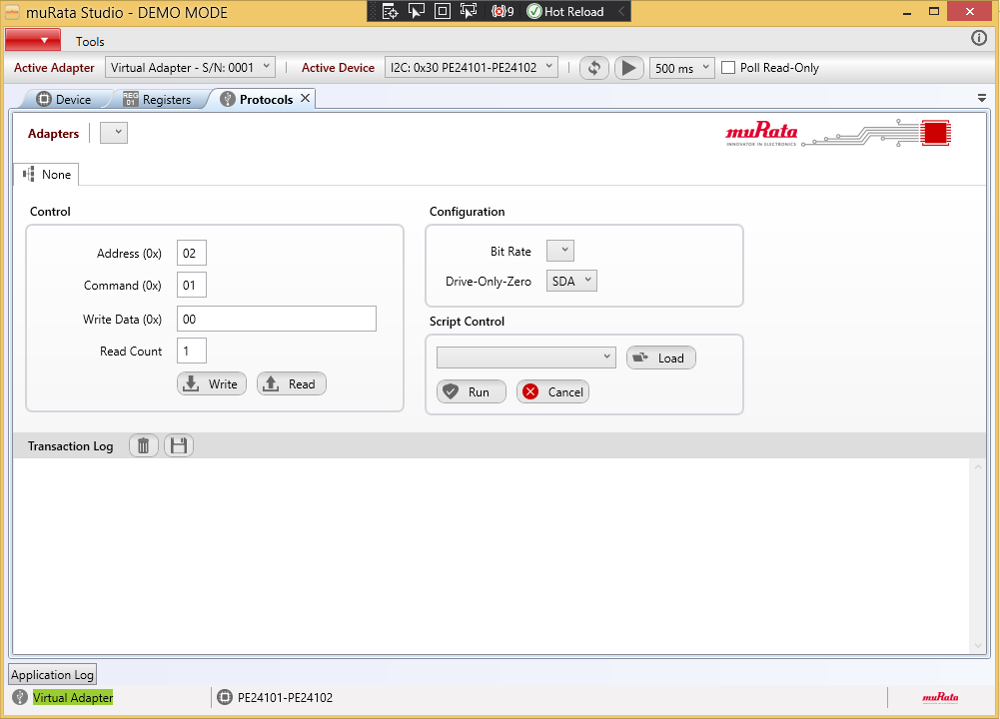 muRata Studio - DEMO MODE
9 Hot Reload
Tools
Active Adapter Virtual Adapter - S/N: 0001 Active Device I2C: 0x30 PE24101-PE24102 500 ms Poll Read-Only
Device REG 01 Registers Protocols
Adapters
muRata
INNOVATOR IN ELECTRONICS
None
Control
Address (0x) 02
Command (0x) 01
Write Data (0x) 00
Read Count 1
Write Read
Configuration
Bit Rate
Drive-Only-Zero SDA
Script Control
Load
Run Cancel
Transaction Log
Application Log
Virtual Adapter PE24101-PE24102 muRata